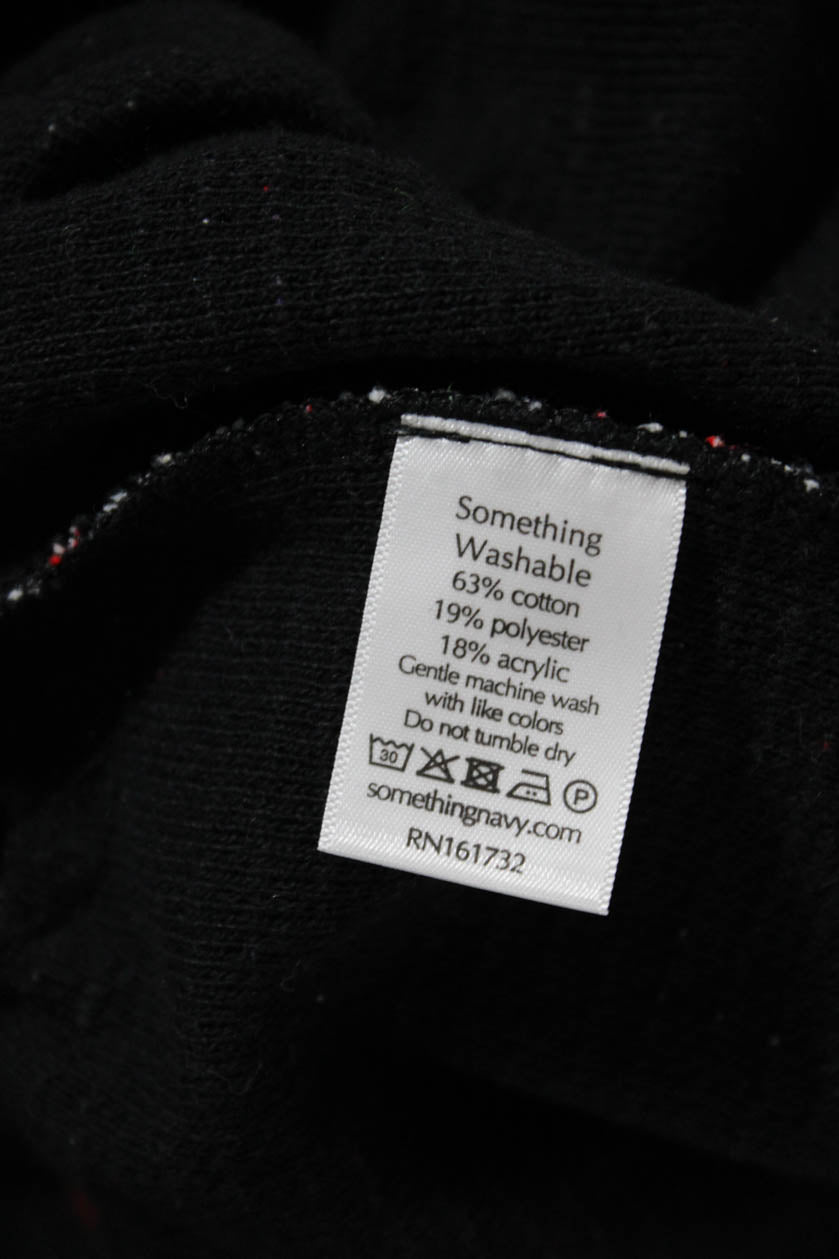 Something
Washable
63% cotton
19% polyester
18% acrylic
Gentle machine wash
with like colors
Do not tumble dry
30 P
somethingnavy.com
RN161732